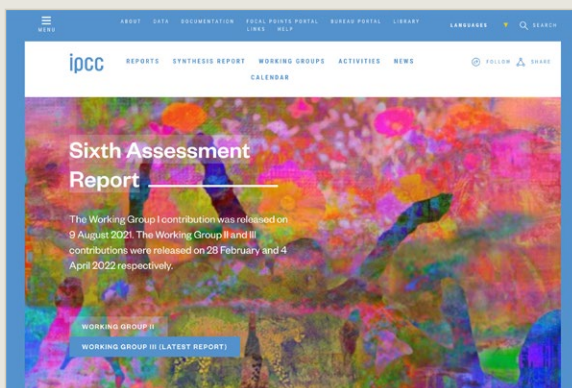 ABOUT DATA DOCUMENTATION FOCAL POINTS PORTAL BUREAU PORTAL LIBRARY
LINKS HELP
MENU
LANGUAGES
SEARCH
ipcc
REPORTS SYNTHESIS REPORT WORKING GROUPS ACTIVITIES NEWS
CALENDAR
FOLLOW SHARE
Sixth Assessment
Report
The Working Group I contribution was released on
9 August 2021. The Working Group II and III
contributions were released on 28 February and 4
April 2022 respectively.
WORKING GROUP II
WORKING GROUP III (LATEST REPORT)